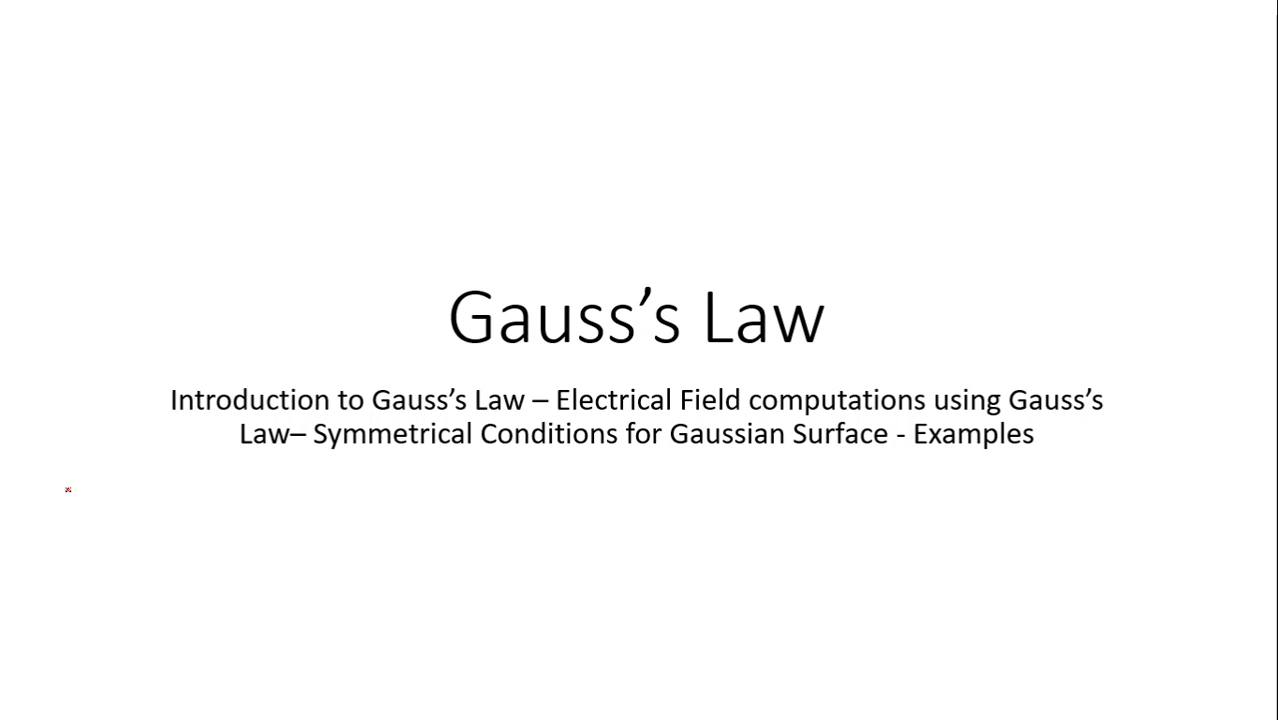 Gauss’s Law
Introduction to Gauss’s Law – Electrical Field computations using Gauss’s
Law– Symmetrical Conditions for Gaussian Surface - Examples